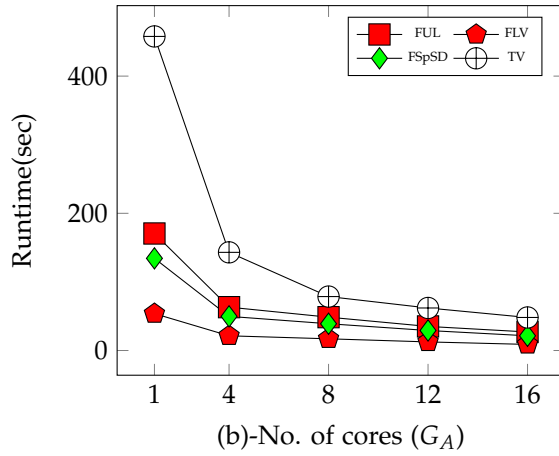 FUL FLV
FSpSD TV
400
200
0
Runtime(sec)
1 4 8 12 16
(b)-No. of cores (G_A)